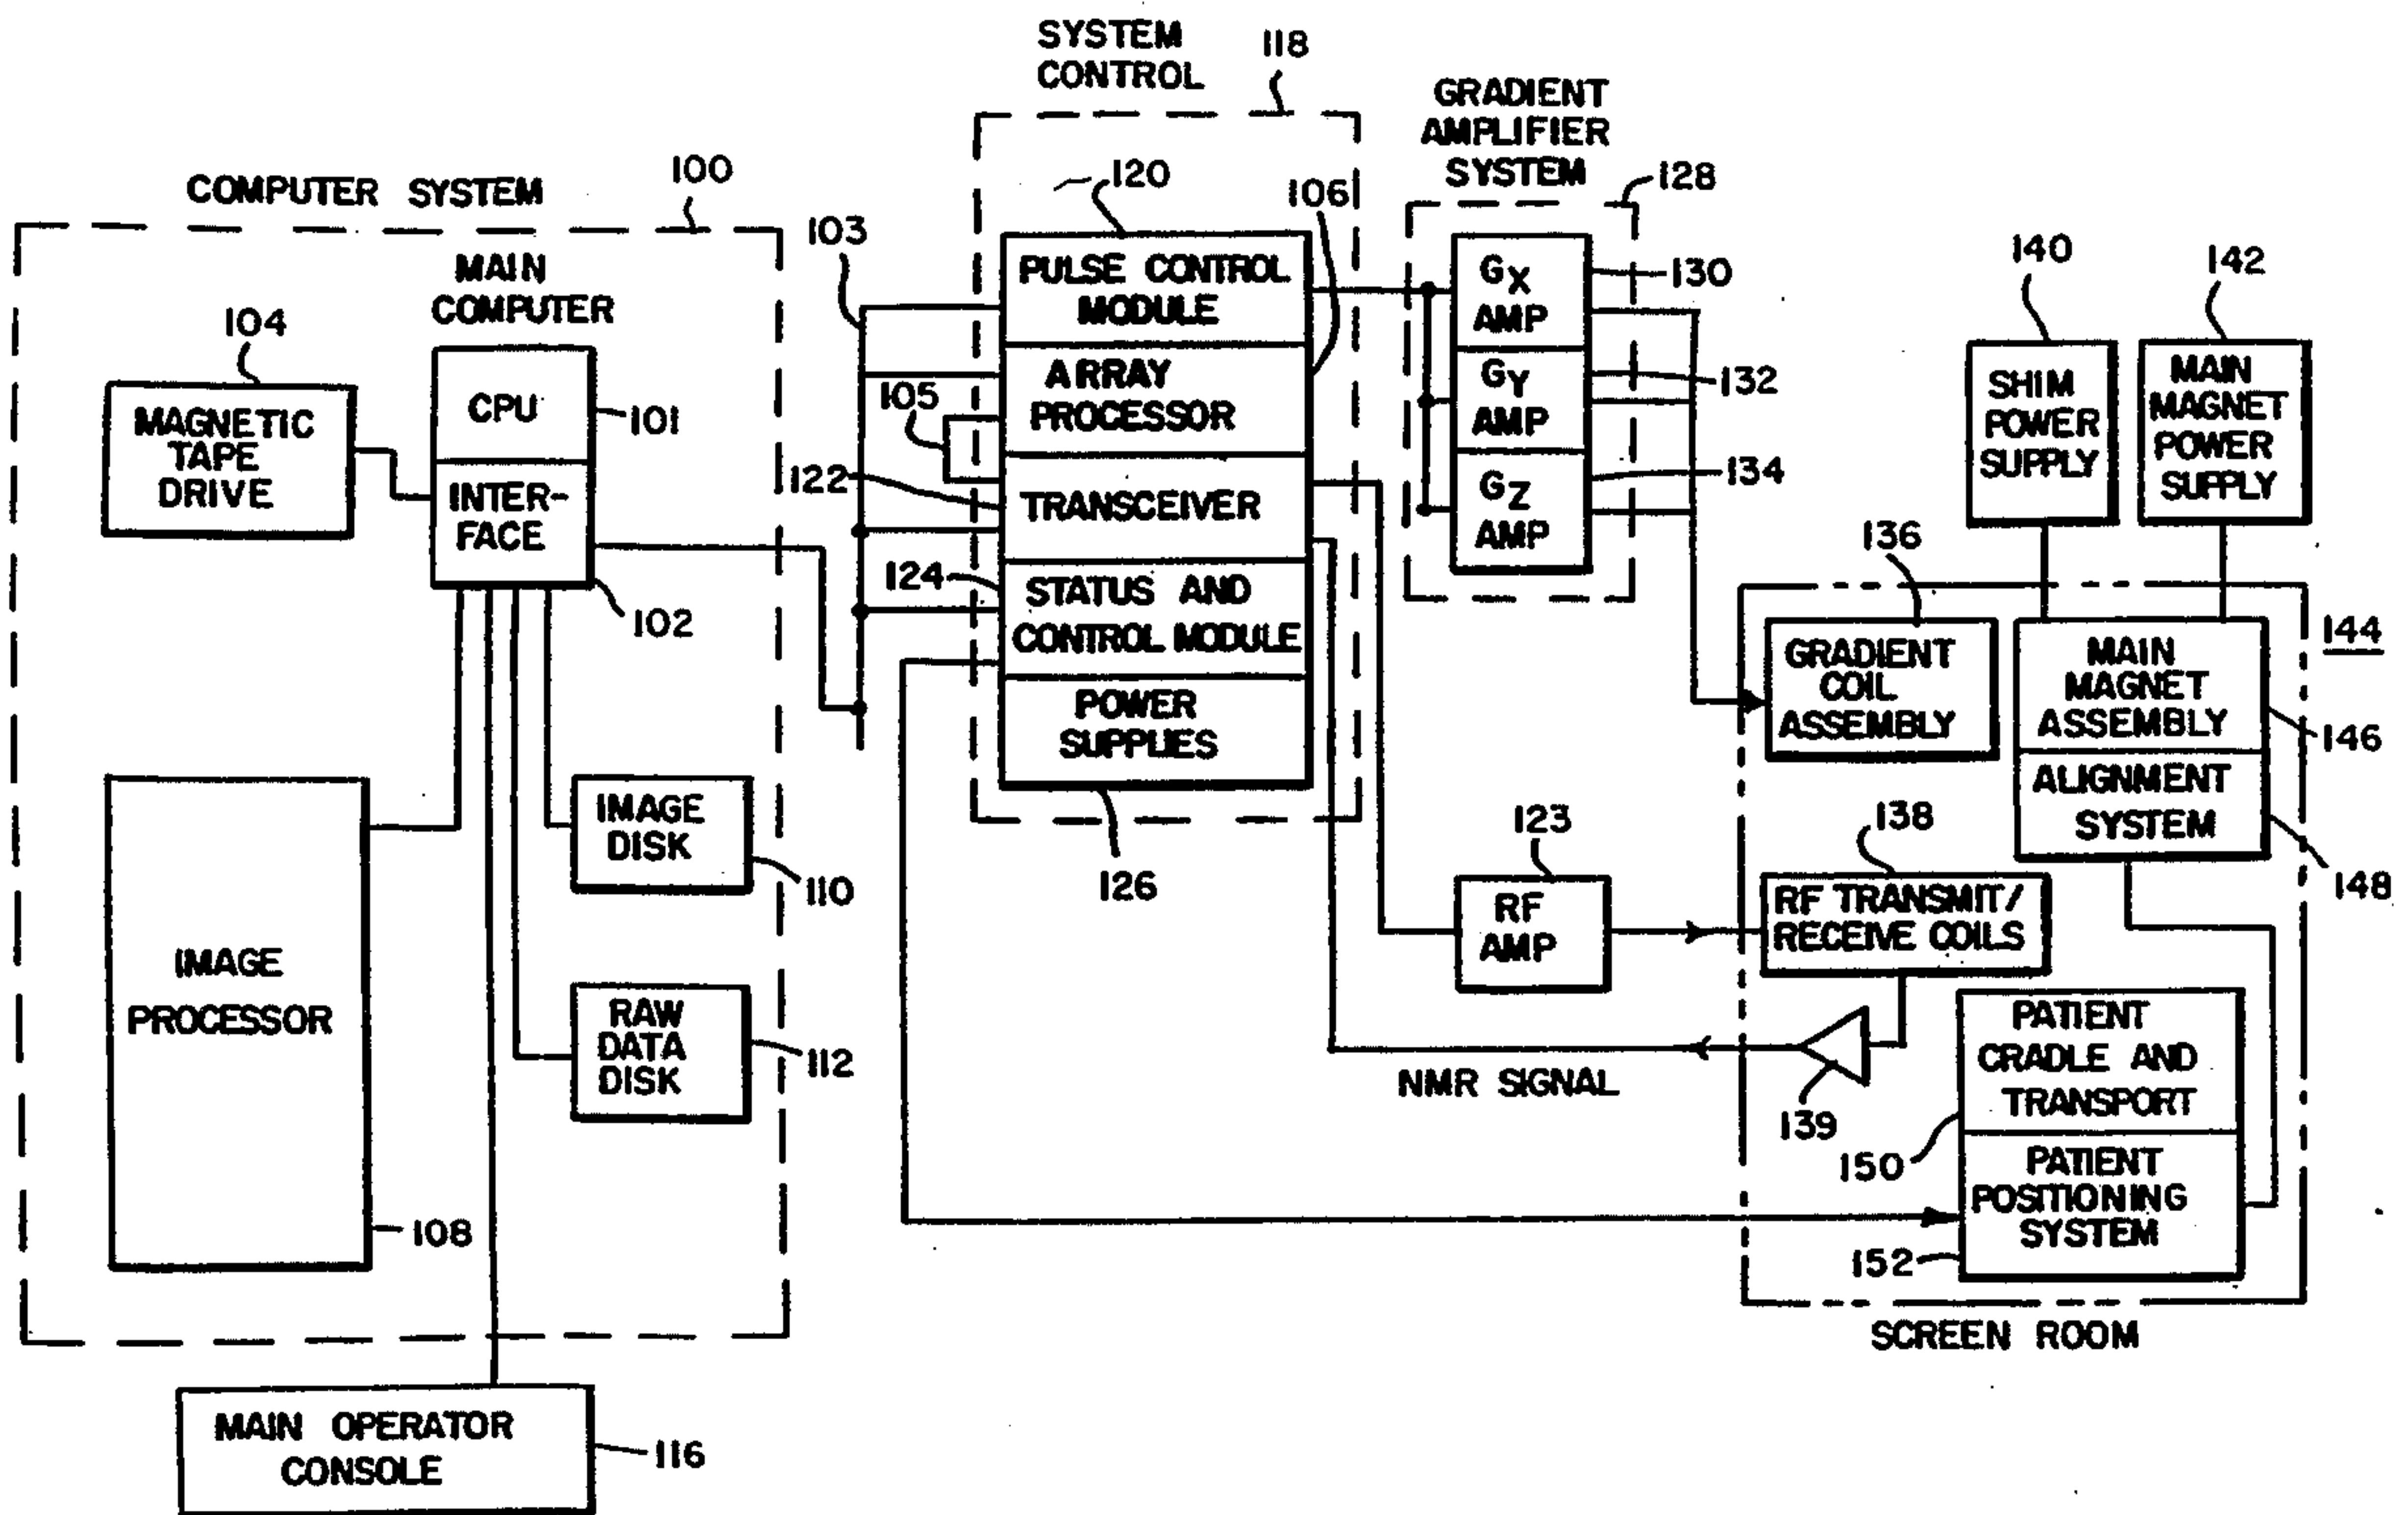 SYSTEM
CONTROL
118
GRADIENT
AMPLIFIER
SYSTEM
128
COMPUTER SYSTEM
100
103
120
106
MAIN
COMPUTER
104
MAGNETIC
TAPE
DRIVE
CPU
101
INTER-
FACE
102
105
122
124
PULSE CONTROL
MODULE
ARRAY
PROCESSOR
TRANSCEIVER
STATUS AND
CONTROL MODULE
POWER
SUPPLIES
126
GX
AMP
130
GY
AMP
132
GZ
AMP
134
140
142
SHIM
POWER
SUPPLY
MAIN
MAGNET
POWER
SUPPLY
136
144
GRADIENT
COIL
ASSEMBLY
MAIN
MAGNET
ASSEMBLY
146
ALIGNMENT
SYSTEM
148
IMAGE
DISK
110
IMAGE
PROCESSOR
108
RAW
DATA
DISK
112
123
RF
AMP
138
RF TRANSMIT/
RECEIVE COILS
NMR SIGNAL
139
PATIENT
CRADLE AND
TRANSPORT
150
PATIENT
POSITIONING
SYSTEM
152
SCREEN ROOM
MAIN OPERATOR
CONSOLE
116